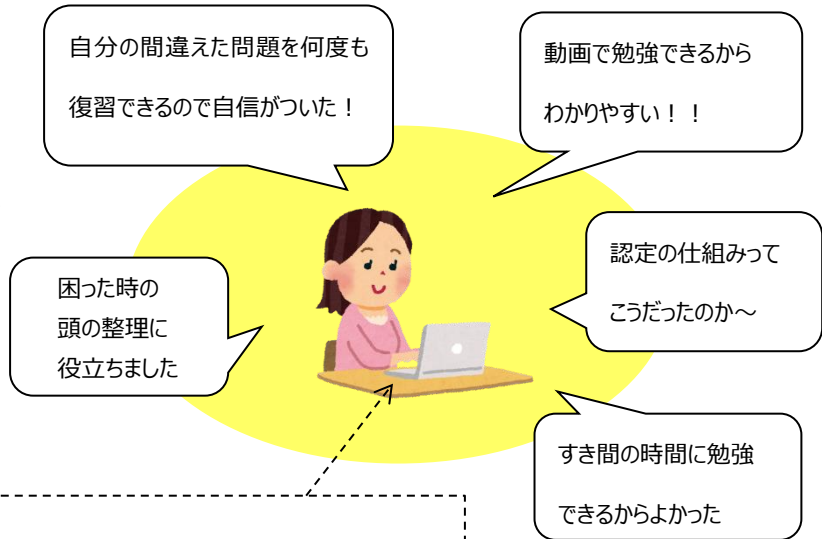 自分の間違えた問題を何度も
復習できるので自信がついた！
動画で勉強できるから
わかりやすい！！
認定の仕組みって
こうだったのか～
困った時の
頭の整理に
役立ちました
すき間の時間に勉強
できるからよかった